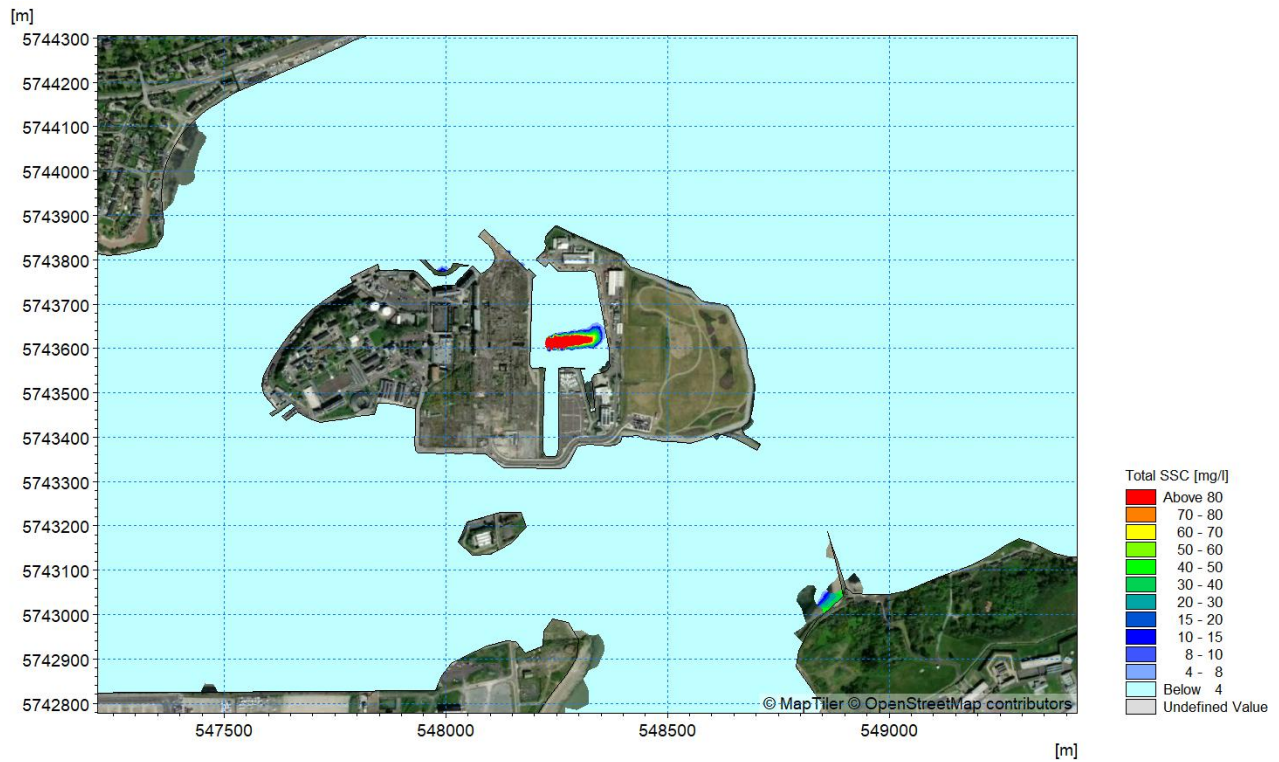 [m]
5744300
5744200
5744100
5744000
5743900
5743800
5743700
5743600
5743500
5743400
5743300
5743200
5743100
5743000
5742900
5742800
547500 548000 548500 549000
[m]
© MapTiler © OpenStreetMap contributors
Total SSC [mg/l]
Above 80
70 - 80
60 - 70
50 - 60
40 - 50
30 - 40
20 - 30
15 - 20
10 - 15
8 - 10
4 - 8
Below 4
Undefined Value